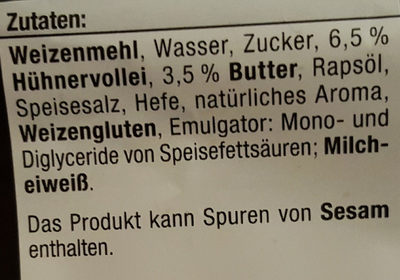 Zutaten:
Weizenmehl, Wasser, Zucker, 6,5 %
Hühnervollei, 3,5 % Butter, Rapsöl,
Speisesalz, Hefe, natürliches Aroma,
Weizengluten, Emulgator: Mono- und
Diglyceride von Speisefettsäuren; Milch-
eiweiß.
Das Produkt kann Spuren von Sesam
enthalten.